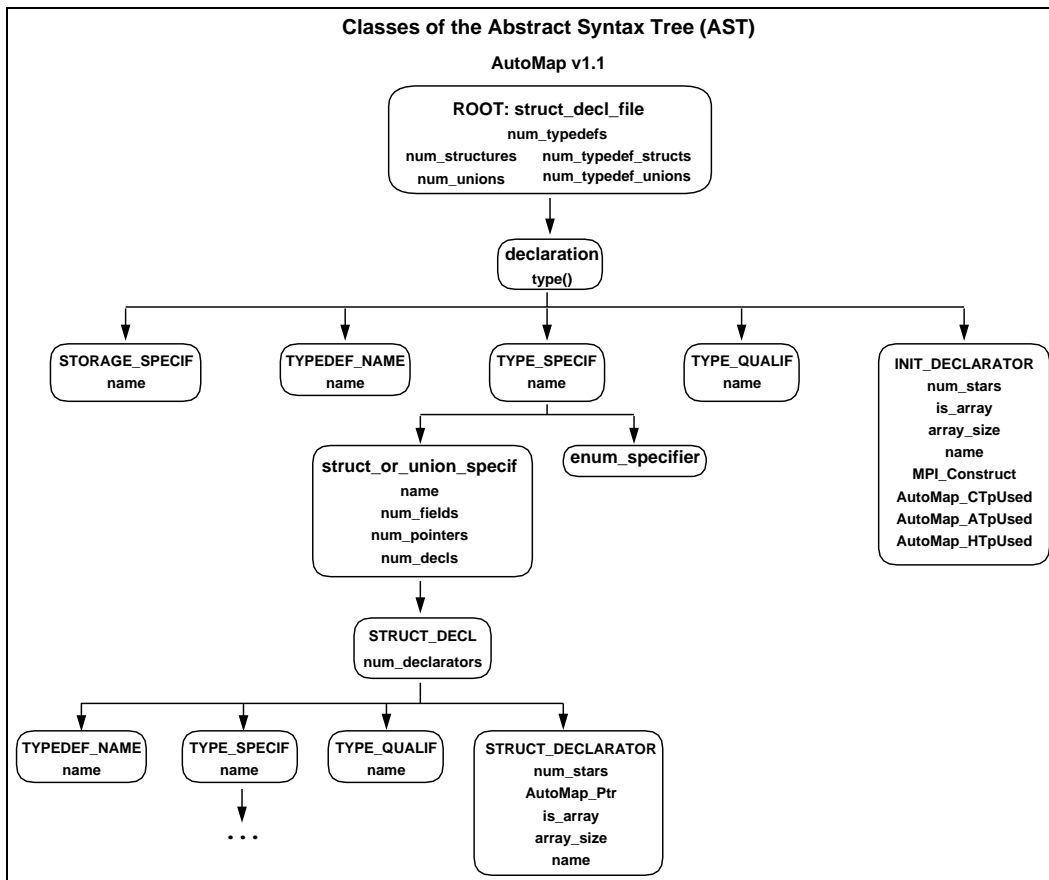 Classes of the Abstract Syntax Tree (AST)
AutoMap v1.1
ROOT: struct_decl_file
num_typedefs
num_structures num_typedef_structs
num_unions num_typedef_unions
declaration
type()
STORAGE_SPECIF
name
TYPEDEF_NAME
name
TYPE_SPECIF
name
TYPE_QUALIF
name
INIT_DECLARATOR
num_stars
is_array
array_size
name
MPI_Construct
AutoMap_CTpUsed
AutoMap_ATpUsed
AutoMap_HTpUsed
struct_or_union_specif
name
num_fields
num_pointers
num_decls
enum_specifier
STRUCT_DECL
num_declarators
TYPEDEF_NAME
name
TYPE_SPECIF
name
. . .
TYPE_QUALIF
name
STRUCT_DECLARATOR
num_stars
AutoMap_Ptr
is_array
array_size
name